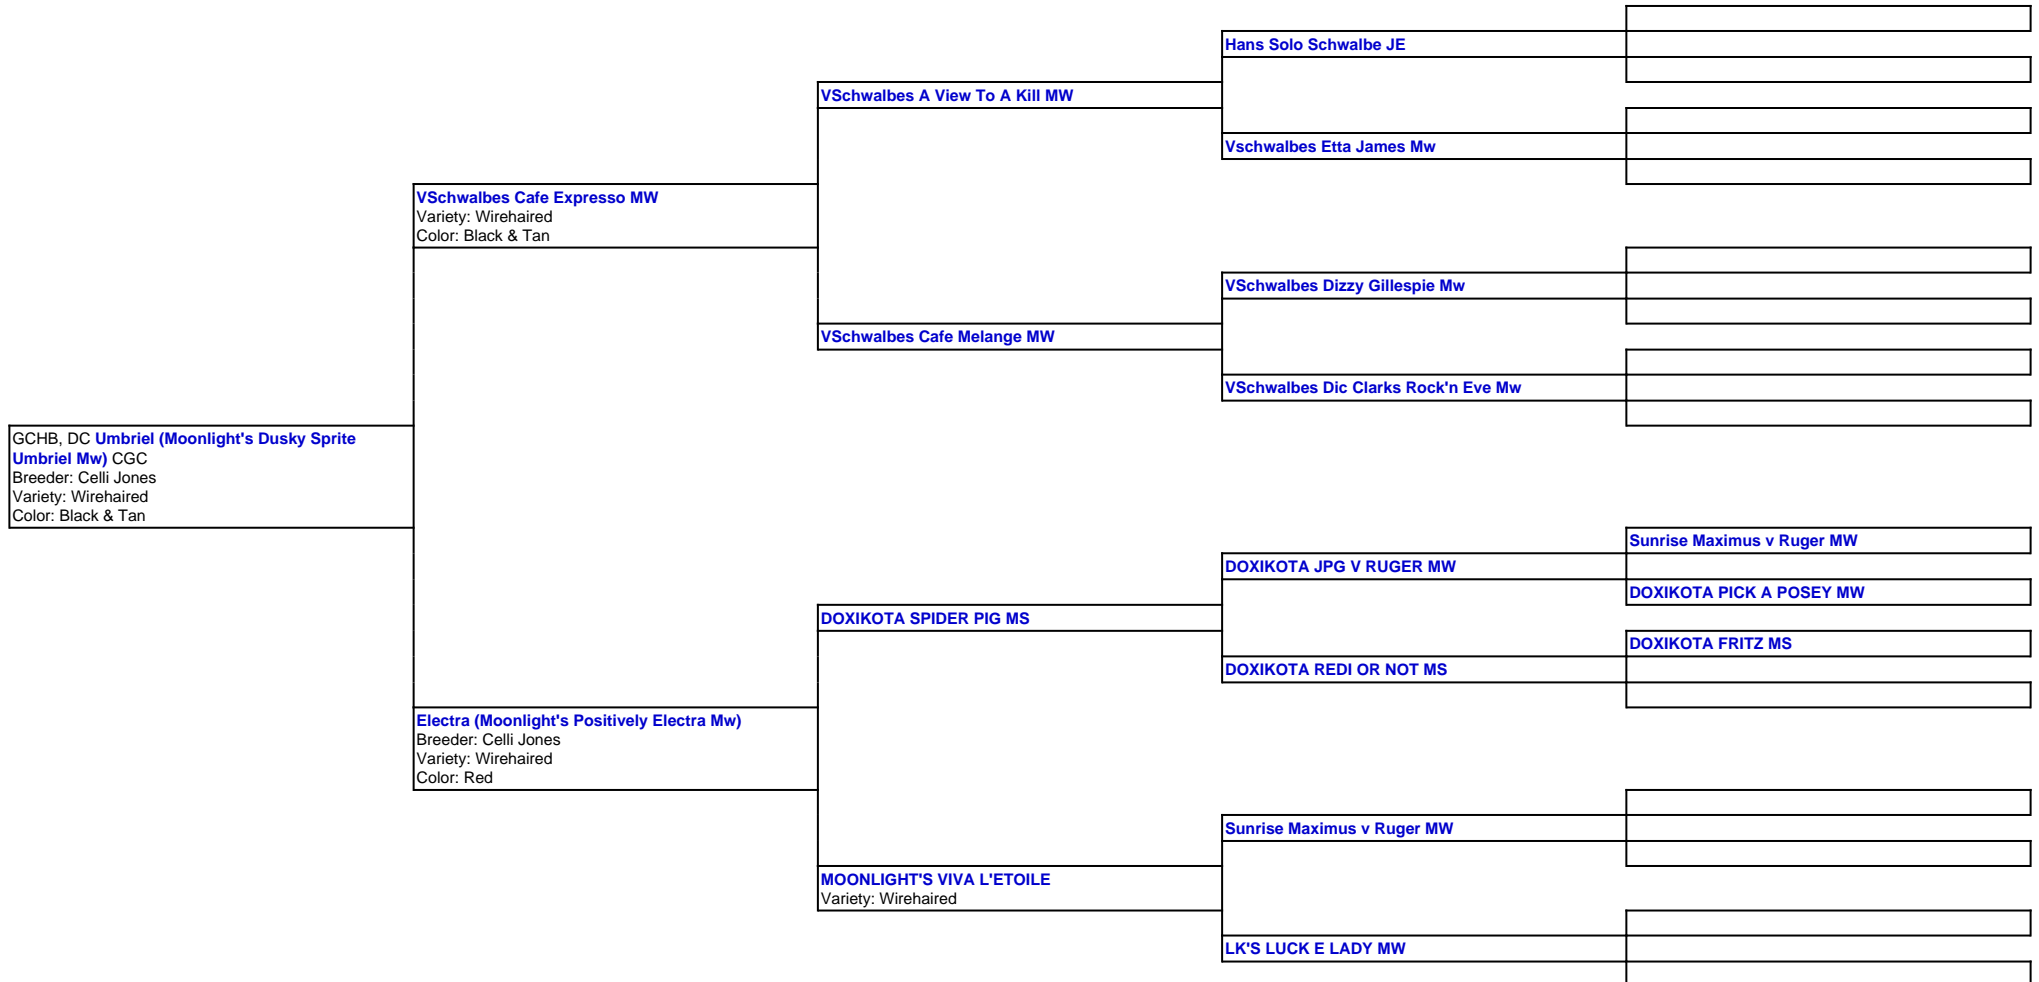 Hans Solo Schwalbe JE
VSchwalbes A View To A Kill MW
Vschwalbes Etta James Mw
VSchwalbes Cafe Expresso MW
Variety: Wirehaired
Color: Black & Tan
VSchwalbes Dizzy Gillespie Mw
VSchwalbes Cafe Melange MW
VSchwalbes Dic Clarks Rock'n Eve Mw
GCHB, DC Umbriel (Moonlight's Dusky Sprite
Umbriel Mw) CGC
Breeder: Celli Jones
Variety: Wirehaired
Color: Black & Tan
Sunrise Maximus v Ruger MW
DOXIKOTA JPG V RUGER MW
DOXIKOTA PICK A POSEY MW
DOXIKOTA SPIDER PIG MS
DOXIKOTA FRITZ MS
DOXIKOTA REDI OR NOT MS
Electra (Moonlight's Positively Electra Mw)
Breeder: Celli Jones
Variety: Wirehaired
Color: Red
Sunrise Maximus v Ruger MW
MOONLIGHT'S VIVA L'ETOILE
Variety: Wirehaired
LK'S LUCK E LADY MW